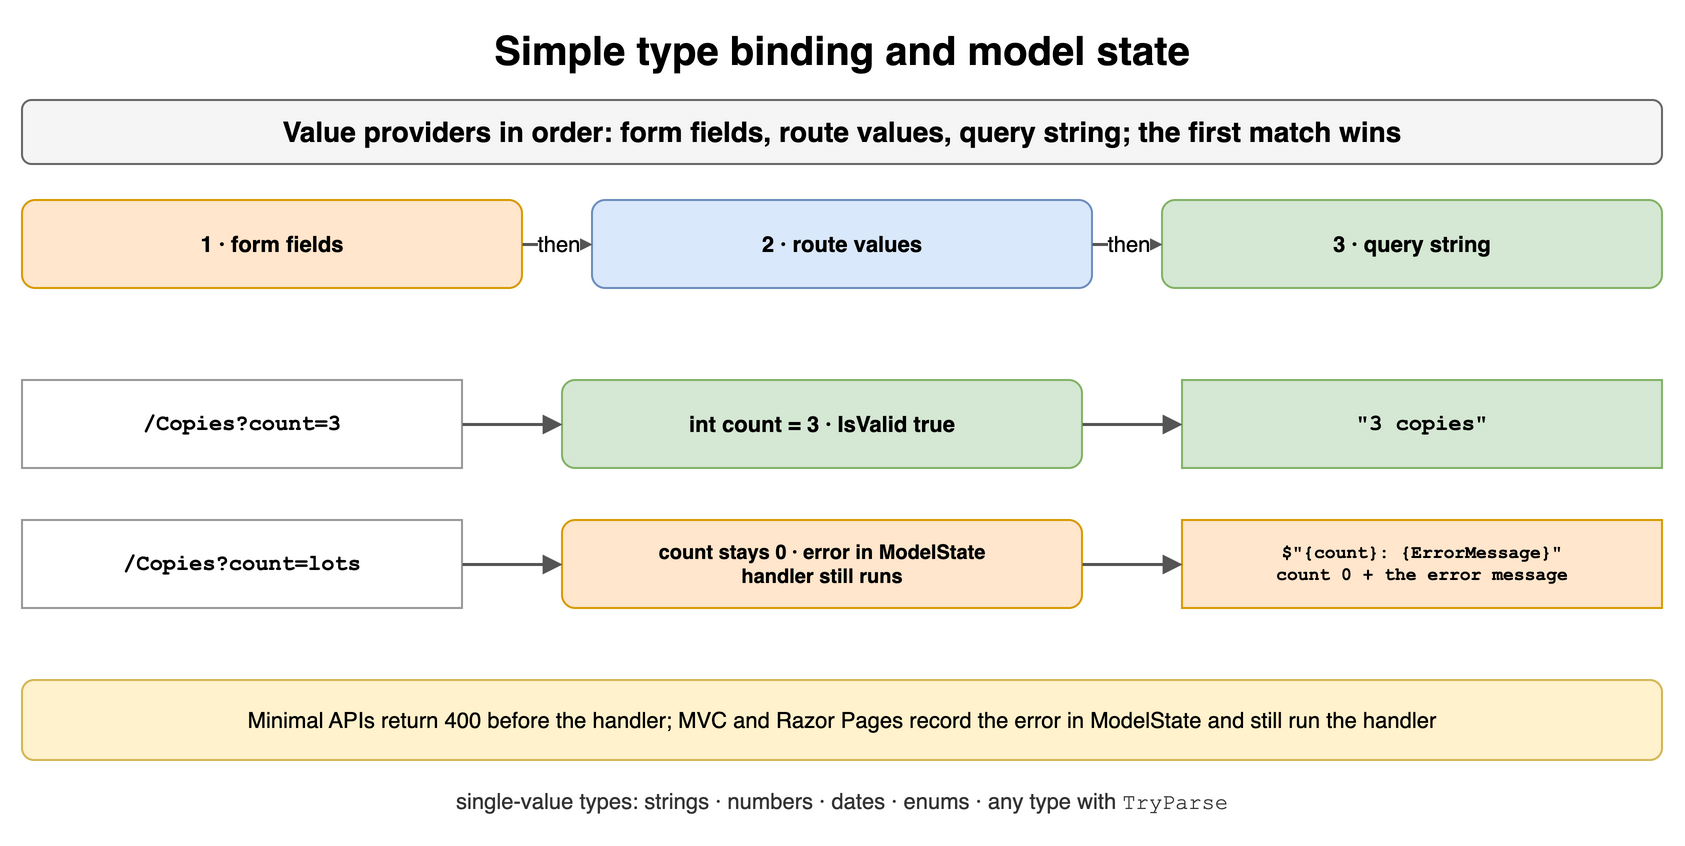 Simple type binding and model state
Value providers in order: form fields, route values, query string; the first match wins
1 · form fields
then
2 · route values
then
3 · query string
/Copies?count=3
int count = 3 · IsValid true
"3 copies"
/Copies?count=lots
count stays 0 · error in ModelState
handler still runs
$"{count}: {ErrorMessage}"
count 0 + the error message
Minimal APIs return 400 before the handler; MVC and Razor Pages record the error in ModelState and still run the handler
single-value types: strings · numbers · dates · enums · any type with TryParse